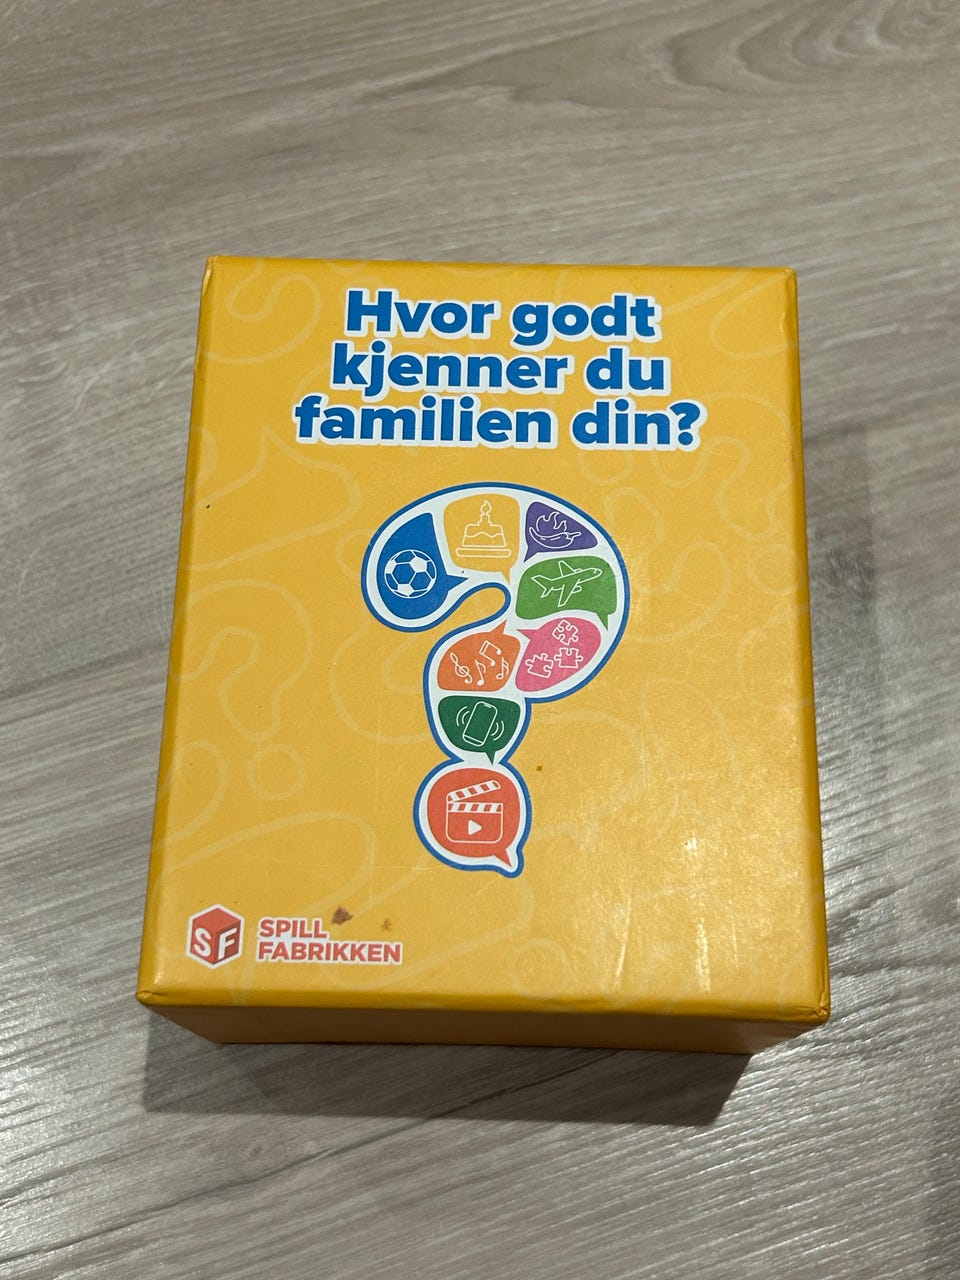 Hvor godt
kjenner du
familien din?
SF
SPILL
FABRIKKEN